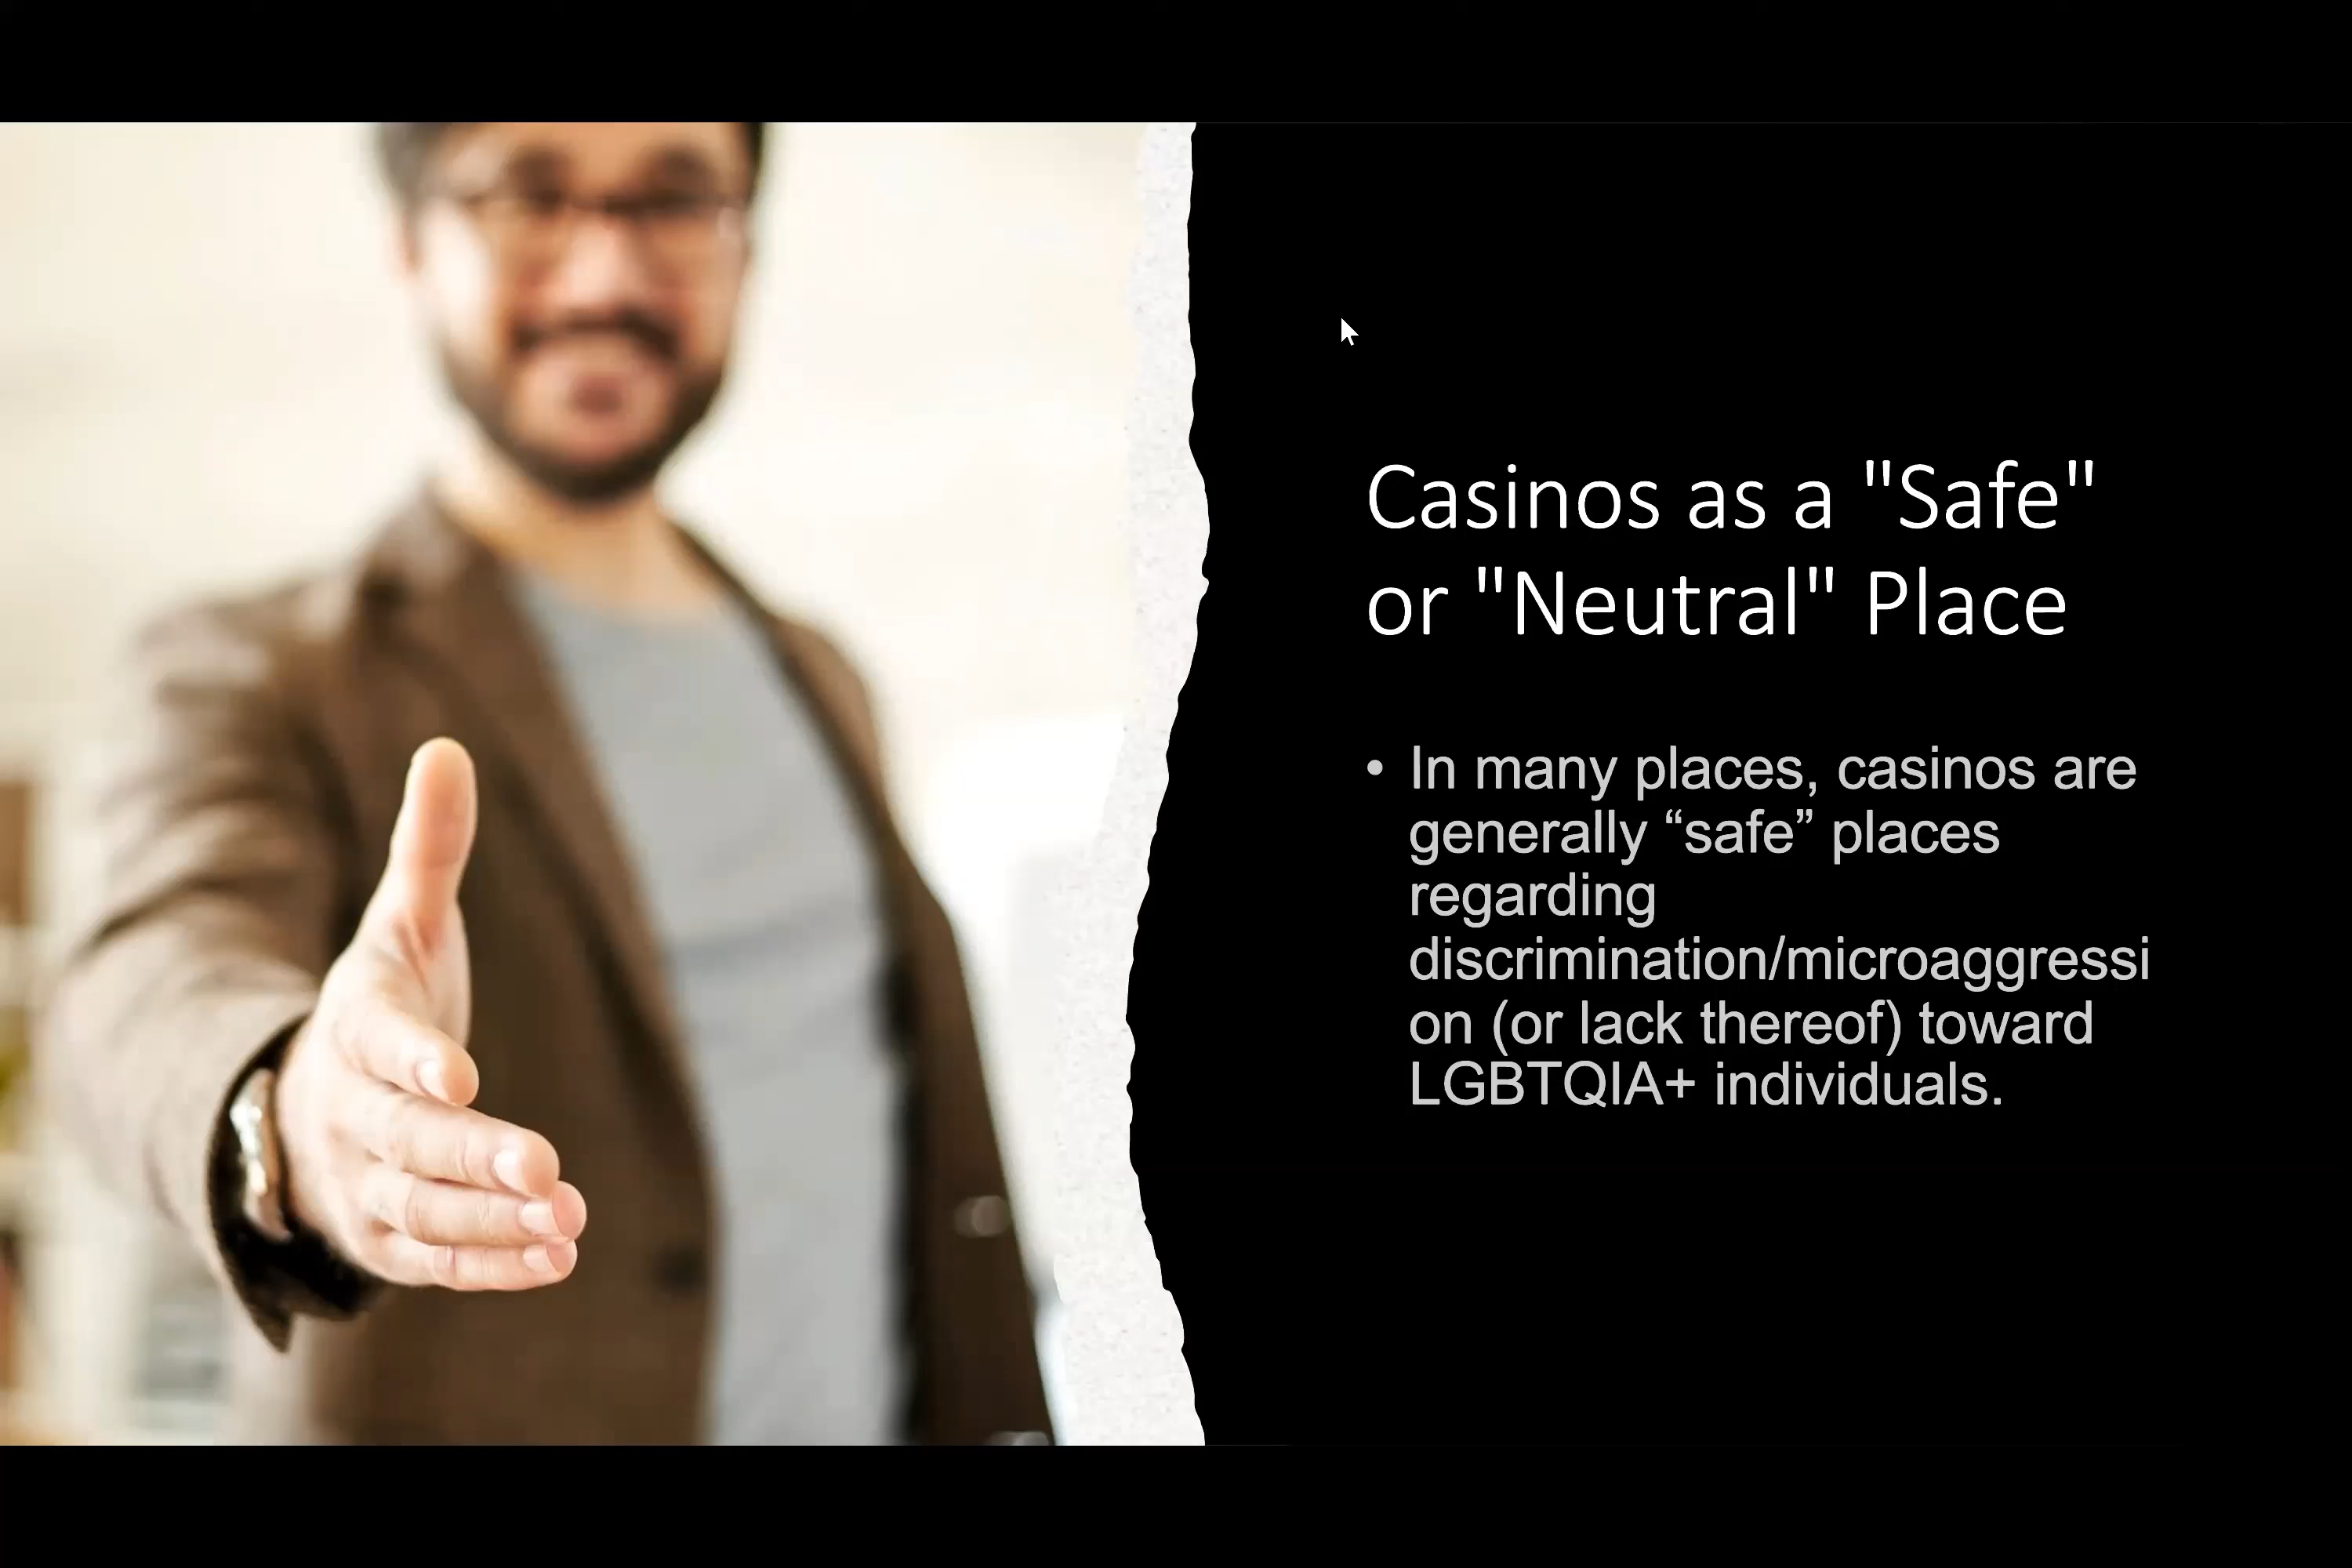 Casinos as a "Safe"
or "Neutral" Place
• In many places, casinos are
generally “safe” places
regarding
discrimination/microaggressi
on (or lack thereof) toward
LGBTQIA+ individuals.